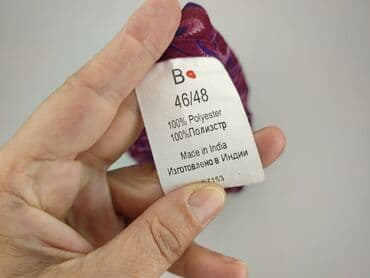 B
46/48
100% Polyester
100%Полиэстр
Made in India
Изготовлено в Индии